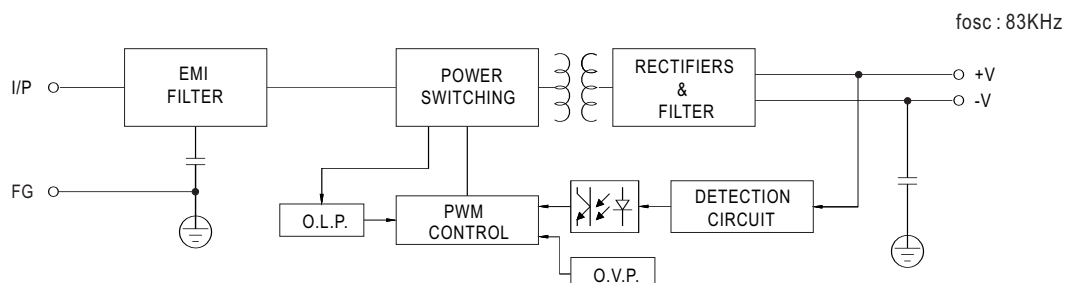 fosc : 83KHz
I/P
EMI
FILTER
POWER
SWITCHING
RECTIFIERS
&
FILTER
+V
-V
FG
O.L.P.
PWM
CONTROL
DETECTION
CIRCUIT
O.V.P.